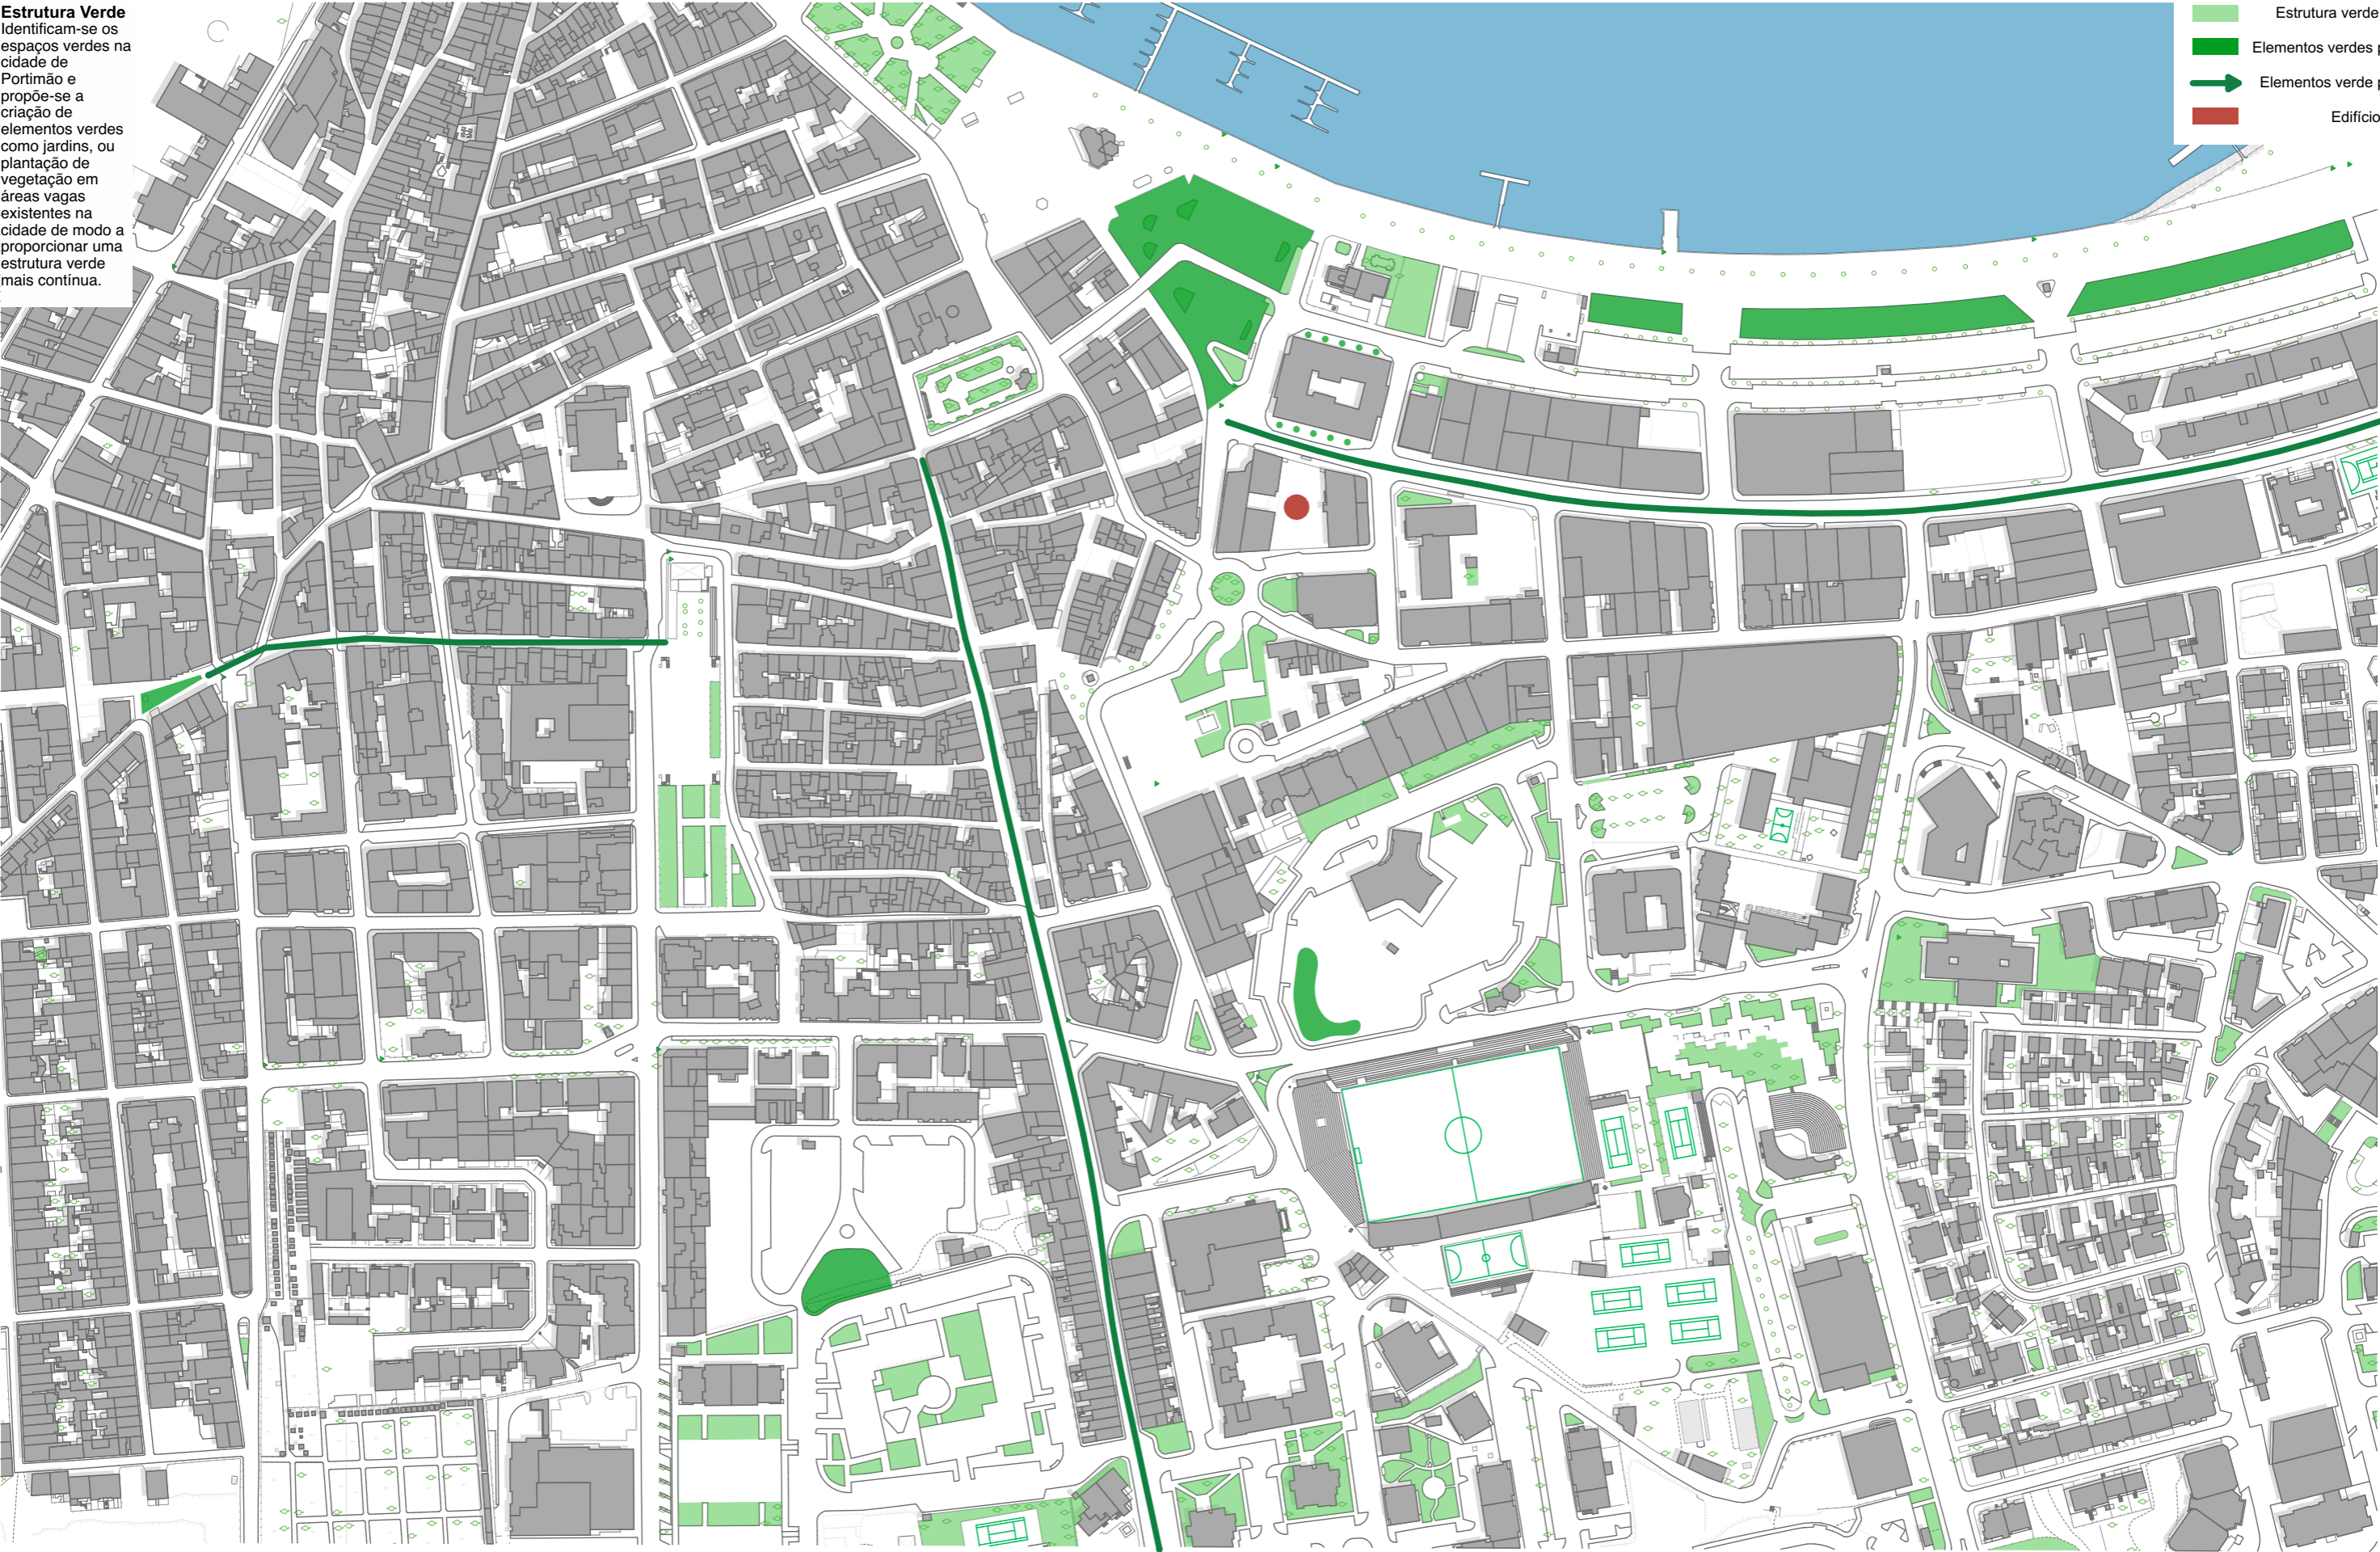 Estrutura Verde
Identificam-se os
espaços verdes na
cidade de
Portimão e
propõe-se a
criação de
elementos verdes
como jardins, ou
plantação de
vegetação em
áreas vagas
existentes na
cidade de modo a
proporcionar uma
estrutura verde
mais contínua.
Estrutura verde
Elementos verdes p
Elementos verde p
Edifício